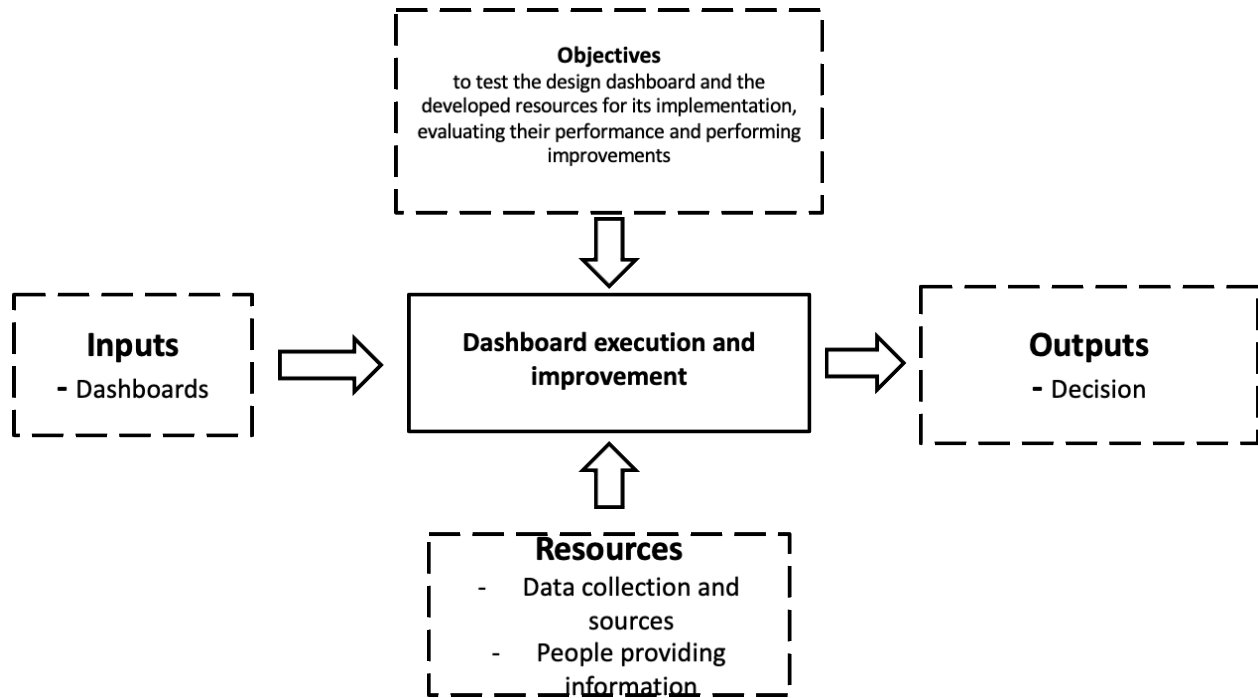 Objectives
to test the design dashboard and the
developed resources for its implementation,
evaluating their performance and performing
improvements
Inputs
- Dashboards
Dashboard execution and
improvement
Outputs
- Decision
Resources
- Data collection and
sources
- People providing
information